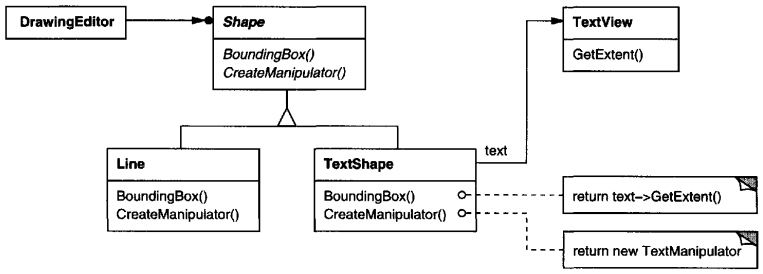 DrawingEditor
Shape
BoundingBox()
CreateManipulator()
TextView
GetExtent()
text
Line
BoundingBox()
CreateManipulator()
TextShape
BoundingBox()
CreateManipulator()
return text->GetExtent()
return new TextManipulator